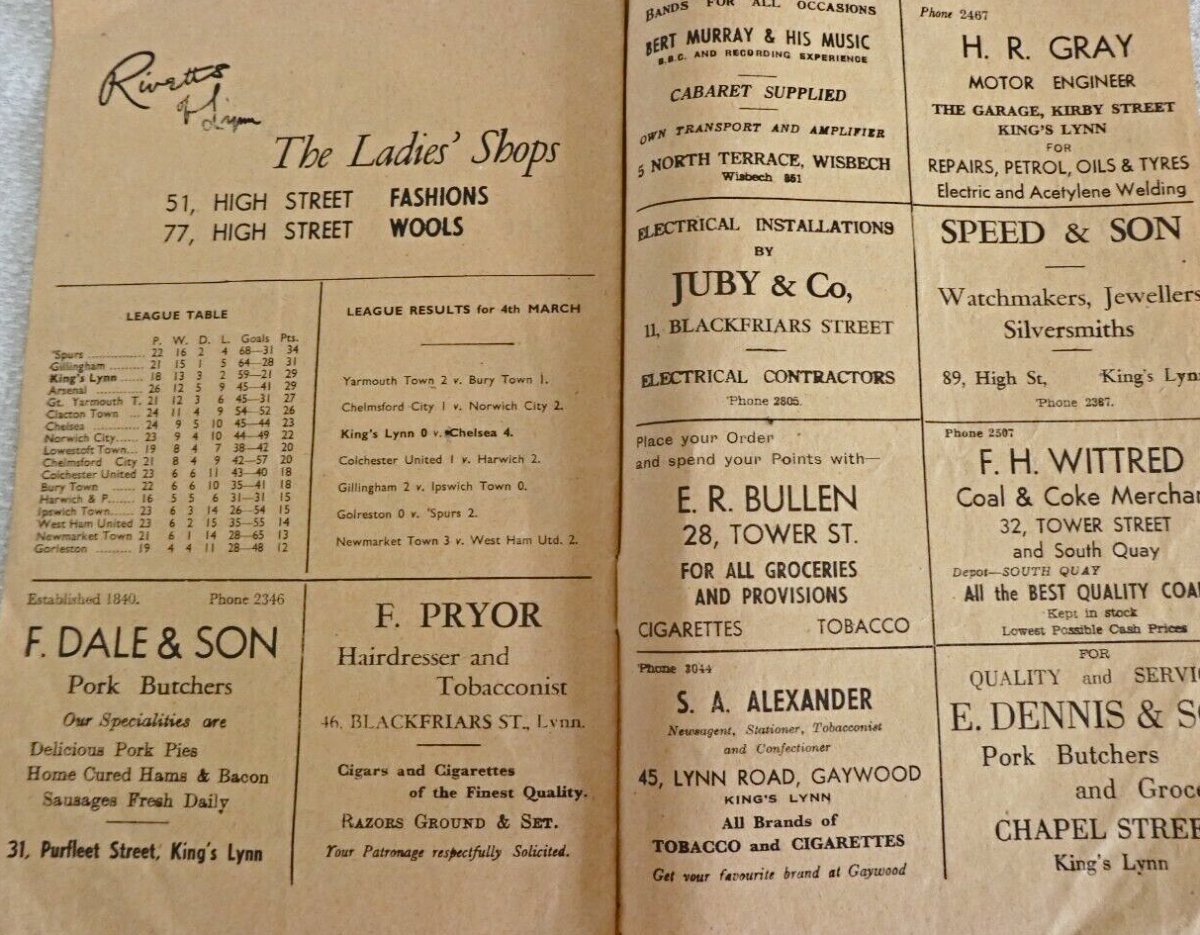 Rivetts
of Lynn
The Ladies' Shops
51, HIGH STREET FASHIONS
77, HIGH STREET WOOLS
LEAGUE TABLE
P. W. D. L. Goals Pts.
'Spurs .............. 22 16 2 4 68—31 34
Gillingham ........ 21 15 1 5 64—28 31
King's Lynn ...... 18 13 3 2 59—21 29
Arsenal ............ 26 12 5 9 45—41 29
Gt. Yarmouth T. 21 12 3 6 45—31 27
Clacton Town ... 24 11 4 9 54—52 26
Chelsea ............ 24 9 5 10 45—44 23
Norwich City...... 23 9 4 10 44—49 22
Lowestoft Town... 19 8 4 7 38—42 20
Chelmsford City 21 8 4 9 42—57 20
Colchester United 23 6 6 11 43—40 18
Bury Town ...... 22 6 6 10 35—41 18
Harwich & P...... 16 5 5 6 31—31 15
Ipswich Town...... 23 6 3 14 26—54 15
West Ham United 23 6 2 15 35—55 14
Newmarket Town 21 6 1 14 28—65 13
Gorleston ......... 19 4 4 11 28—48 12
LEAGUE RESULTS for 4th MARCH
Yarmouth Town 2 v. Bury Town 1.
Chelmsford City 1 v. Norwich City 2.
King's Lynn 0 v. Chelsea 4.
Colchester United 1 v. Harwich 2.
Gillingham 2 v. Ipswich Town 0.
Golreston 0 v. 'Spurs 2.
Newmarket Town 3 v. West Ham Utd. 2.
Established 1840. Phone 2346
F. DALE & SON
Pork Butchers
Our Specialities are
Delicious Pork Pies
Home Cured Hams & Bacon
Sausages Fresh Daily
31, Purfleet Street, King's Lynn
F. PRYOR
Hairdresser and
Tobacconist
46, BLACKFRIARS ST., Lynn.
Cigars and Cigarettes
of the Finest Quality.
RAZORS GROUND & SET.
Your Patronage respectfully Solicited.
BANDS FOR ALL OCCASIONS
BERT MURRAY & HIS MUSIC
B.B.C. AND RECORDING EXPERIENCE
CABARET SUPPLIED
OWN TRANSPORT AND AMPLIFIER
5 NORTH TERRACE, WISBECH
Wisbech 861
ELECTRICAL INSTALLATIONS
BY
JUBY & Co,
11, BLACKFRIARS STREET
ELECTRICAL CONTRACTORS
'Phone 2805.
Place your Order
and spend your Points with—
E. R. BULLEN
28, TOWER ST.
FOR ALL GROCERIES
AND PROVISIONS
CIGARETTES TOBACCO
'Phone 3044
S. A. ALEXANDER
Newsagent, Stationer, Tobacconist
and Confectioner
45, LYNN ROAD, GAYWOOD
KING'S LYNN
All Brands of
TOBACCO and CIGARETTES
Get your favourite brand at Gaywood
Phone 2467
H. R. GRAY
MOTOR ENGINEER
THE GARAGE, KIRBY STREET
KING'S LYNN
FOR
REPAIRS, PETROL, OILS & TYRES
Electric and Acetylene Welding
SPEED & SON
Watchmakers, Jewellers
Silversmiths
89, High St, King's Lyn
'Phone 2387.
Phone 2507
F. H. WITTRED
Coal & Coke Merchan
32, TOWER STREET
and South Quay
Depot—SOUTH QUAY
All the BEST QUALITY COA
Kept in stock
Lowest Possible Cash Prices
FOR
QUALITY and SERVIC
E. DENNIS & SO
Pork Butchers
and Groce
CHAPEL STREE
King's Lynn